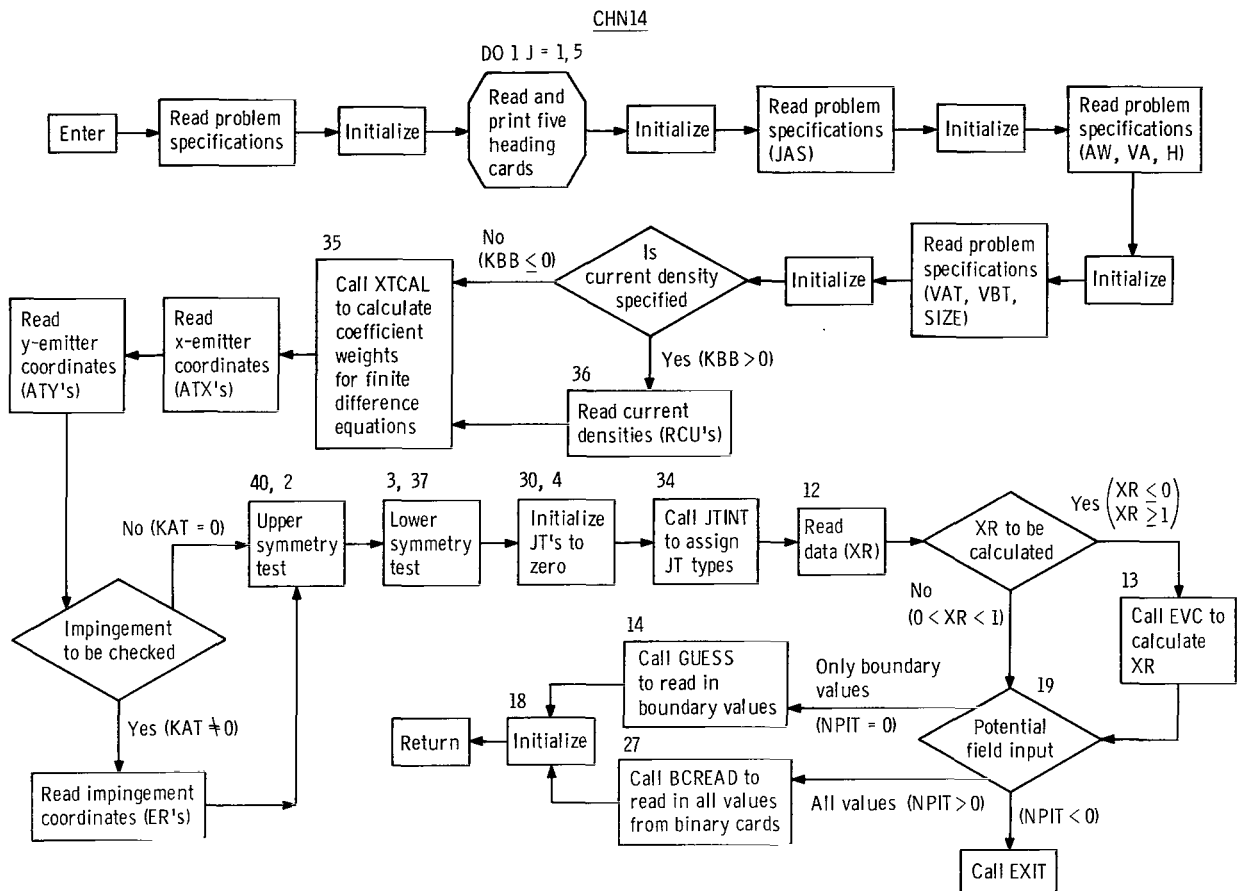 CHN14
DO 1 J = 1, 5
Enter
Read problem
specifications
Initialize
Read and
print five
heading
cards
Initialize
Read problem
specifications
(JAS)
Initialize
Read problem
specifications
(AW, VA, H)
Initialize
Read problem
specifications
(VAT, VBT,
SIZE)
Initialize
Is
current density
specified
No
(KBB ≤ 0)
Yes (KBB > 0)
36
Read current
densities (RCU's)
35
Call XTCAL
to calculate
coefficient
weights
for finite
difference
equations
Read
x-emitter
coordinates
(ATX's)
Read
y-emitter
coordinates
(ATY's)
Impingement
to be checked
No (KAT = 0)
Yes (KAT ≠ 0)
Read impingement
coordinates (ER's)
40, 2
Upper
symmetry
test
3, 37
Lower
symmetry
test
30, 4
Initialize
JT's to
zero
34
Call JTINT
to assign
JT types
12
Read
data (XR)
XR to be
calculated
Yes (XR ≤ 0
XR ≥ 1)
No
(0 < XR < 1)
13
Call EVC to
calculate
XR
19
Potential
field input
Only boundary
values
(NPIT = 0)
14
Call GUESS
to read in
boundary values
All values (NPIT > 0)
27
Call BCREAD to
read in all values
from binary cards
18
Initialize
Return
(NPIT < 0)
Call EXIT